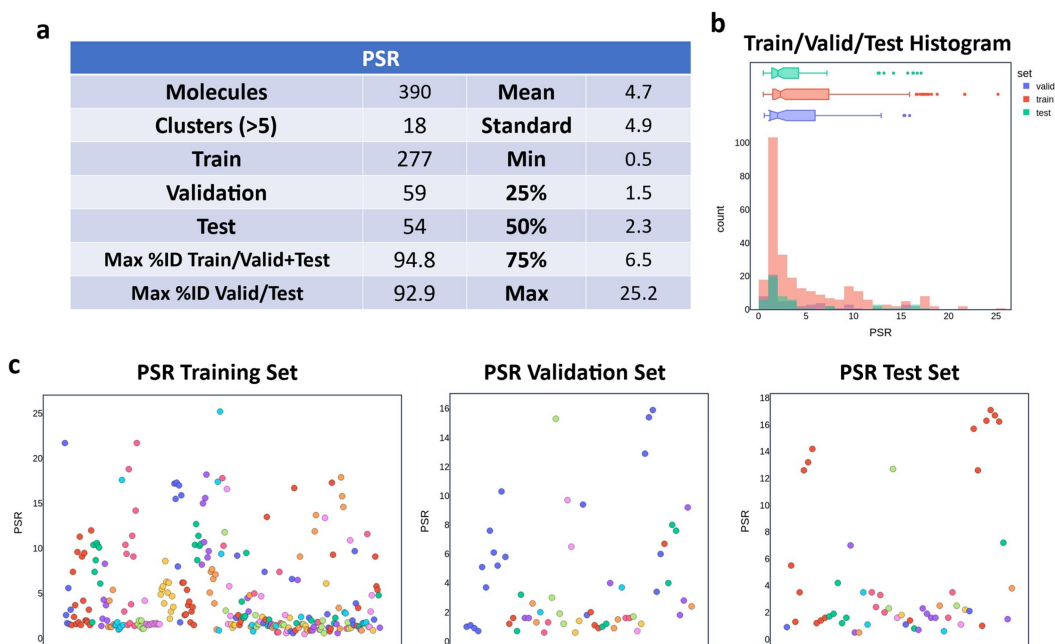 a
PSR
Molecules 390 Mean 4.7
Clusters (>5) 18 Standard 4.9
Train 277 Min 0.5
Validation 59 25% 1.5
Test 54 50% 2.3
Max %ID Train/Valid+Test 94.8 75% 6.5
Max %ID Valid/Test 92.9 Max 25.2
b
Train/Valid/Test Histogram
set
valid
train
test
100
80
60
40
20
0
count
0 5 10 15 20 25
PSR
c
PSR Training Set
25
20
15
10
5
0
PSR
PSR Validation Set
16
14
12
10
8
6
4
2
0
PSR
PSR Test Set
18
16
14
12
10
8
6
4
2
0
PSR